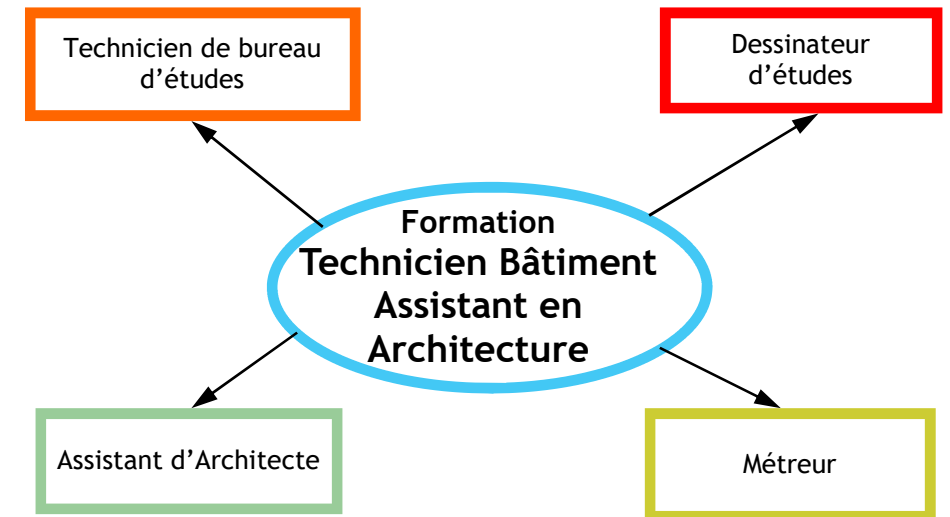 Technicien de bureau
d’études
Dessinateur
d’études
Formation
Technicien Bâtiment
Assistant en
Architecture
Assistant d’Architecte
Métreur